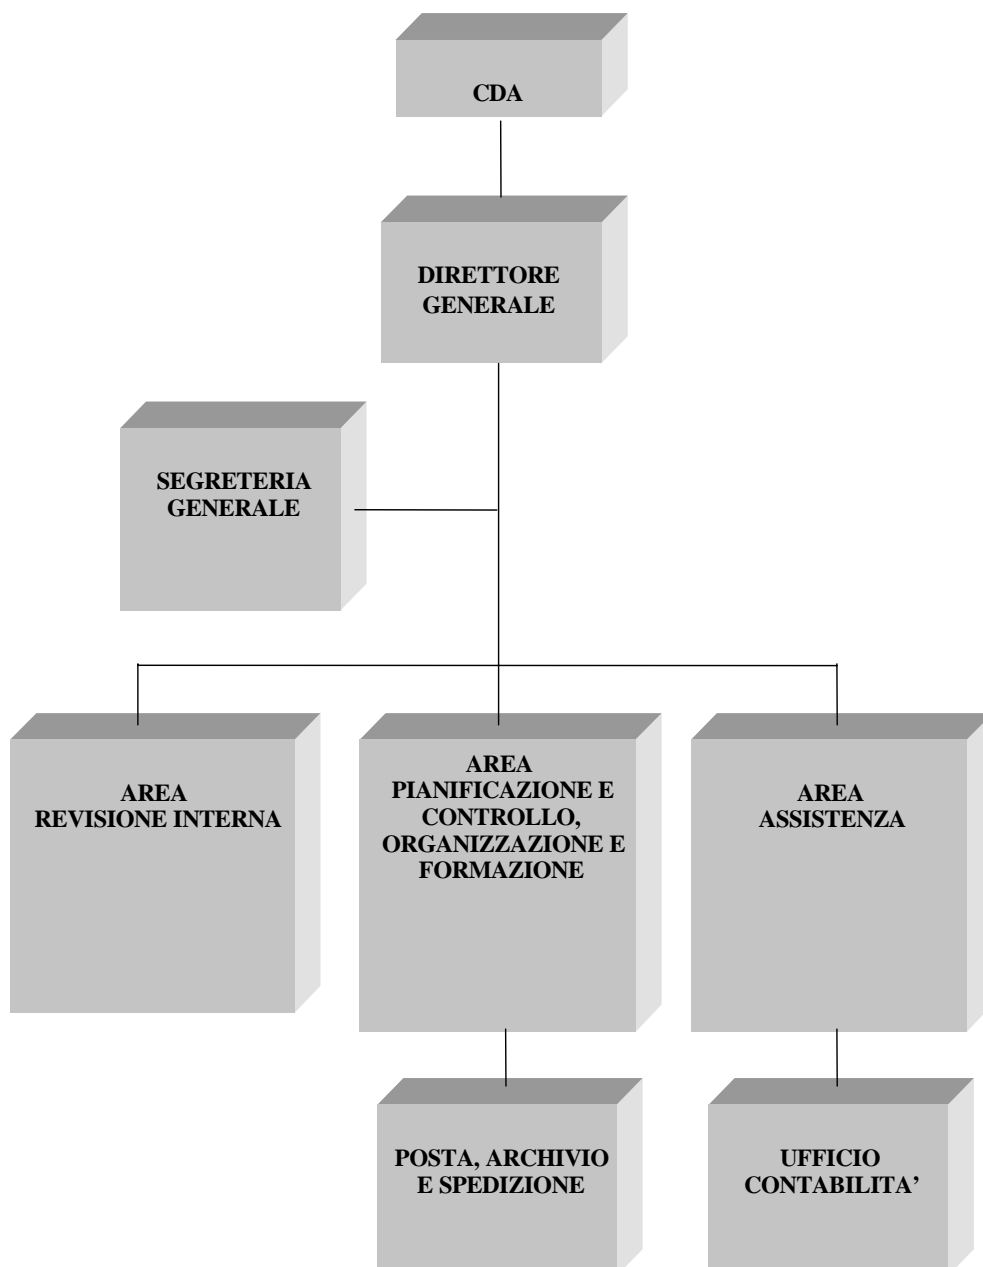 CDA
DIRETTORE
GENERALE
SEGRETERIA
GENERALE
AREA
REVISIONE INTERNA
AREA
PIANIFICAZIONE E
CONTROLLO,
ORGANIZZAZIONE E
FORMAZIONE
AREA
ASSISTENZA
POSTA, ARCHIVIO
E SPEDIZIONE
UFFICIO
CONTABILITA’